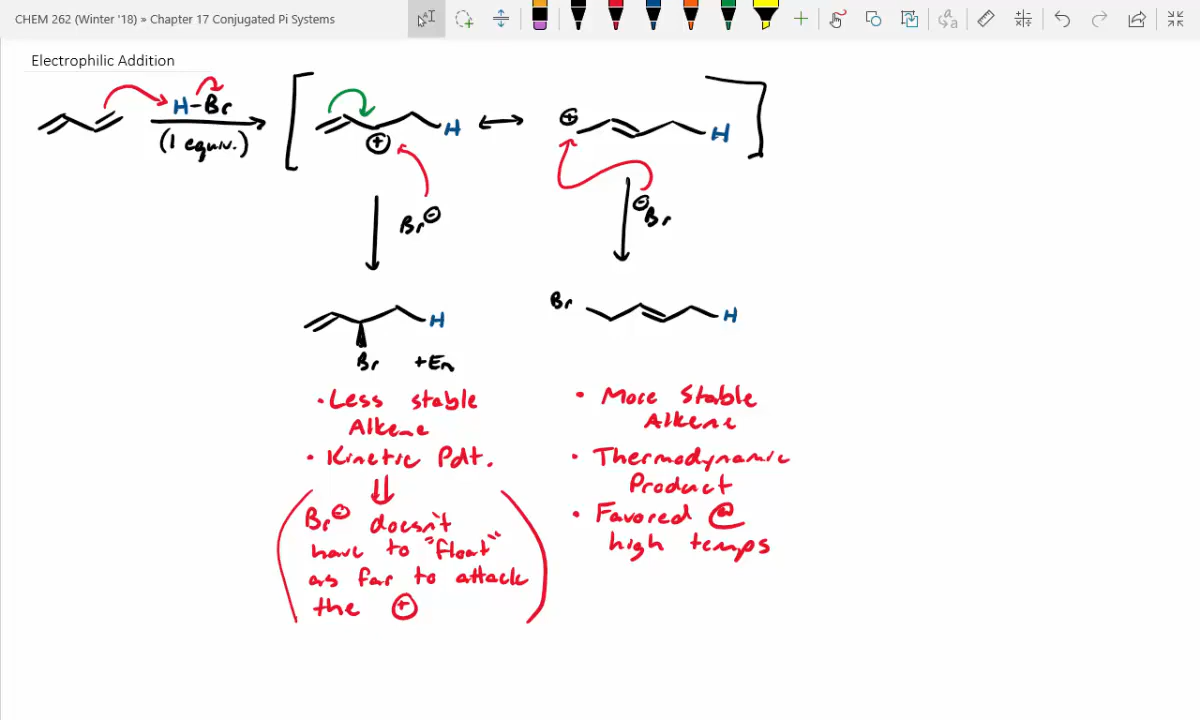 CHEM 262 (Winter '18) » Chapter 17 Conjugated Pi Systems
Electrophilic Addition
H-Br
(1 equiv.)
⊕
H
⊕
H
Br⊖
⊖Br
H
Br +En
Br
H
• Less stable
Alkene
• Kinetic Pdt.
⇓
Br⊖ doesn't
have to "float"
as far to attack
the ⊕
• More Stable
Alkene
• Thermodynamic
Product
• Favored @
high temps